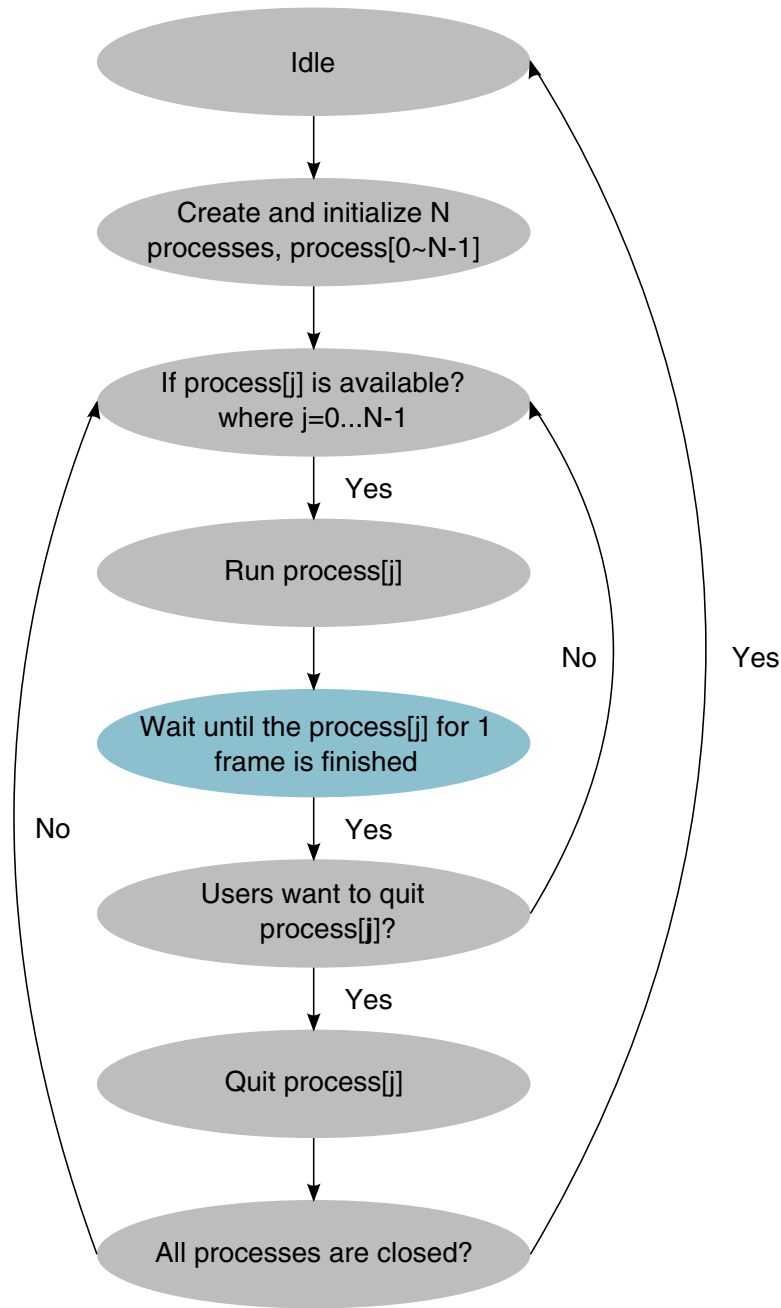 Idle
Create and initialize N
processes, process[0~N-1]
If process[j] is available?
where j=0...N-1
Yes
Run process[j]
No
Yes
Wait until the process[j] for 1
frame is finished
No
Yes
Users want to quit
process[j]?
Yes
Quit process[j]
All processes are closed?